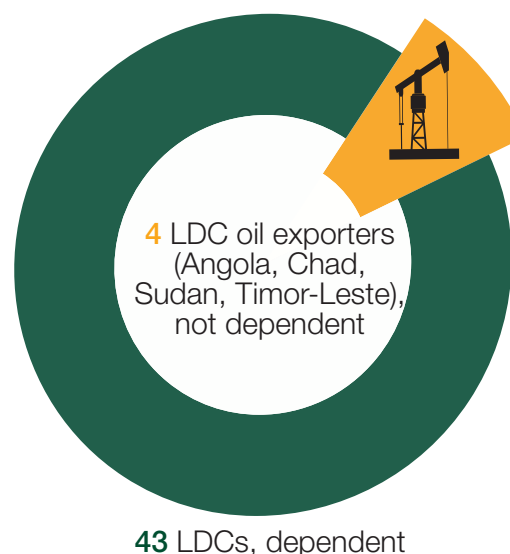 4 LDC oil exporters
(Angola, Chad,
Sudan, Timor-Leste),
not dependent
43 LDCs, dependent